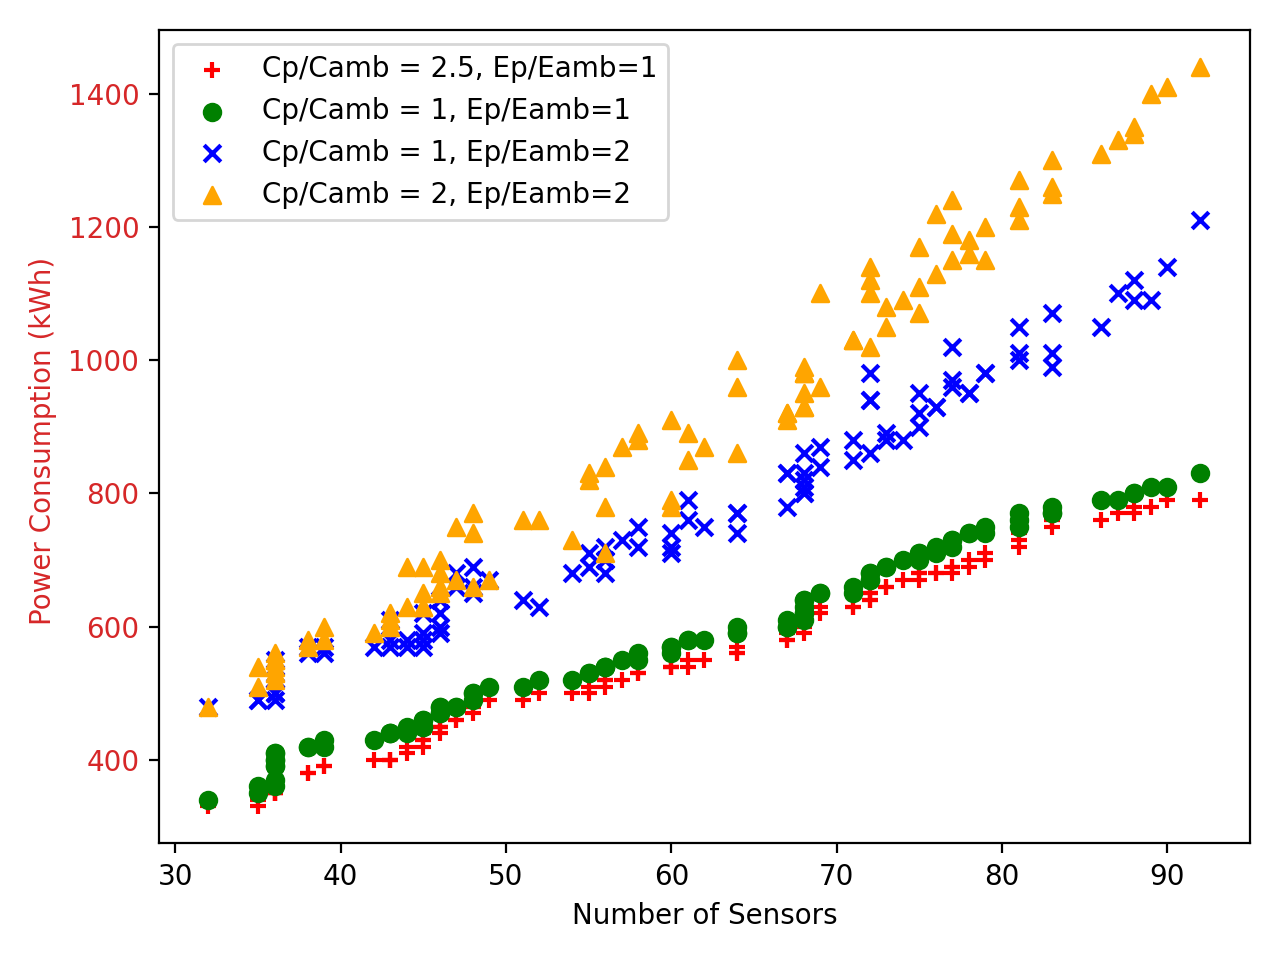 Cp/Camb = 2.5, Ep/Eamb=1
Cp/Camb = 1, Ep/Eamb=1
Cp/Camb = 1, Ep/Eamb=2
Cp/Camb = 2, Ep/Eamb=2
Power Consumption (kWh)
1400
1200
1000
800
600
400
30 40 50 60 70 80 90
Number of Sensors